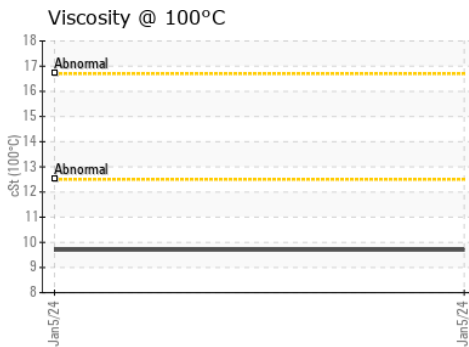 Viscosity @ 100°C
cSt (100°C)
18
17
16
15
14
13
12
11
10
9
8
Abnormal
Abnormal
Jan5/24
Jan5/24